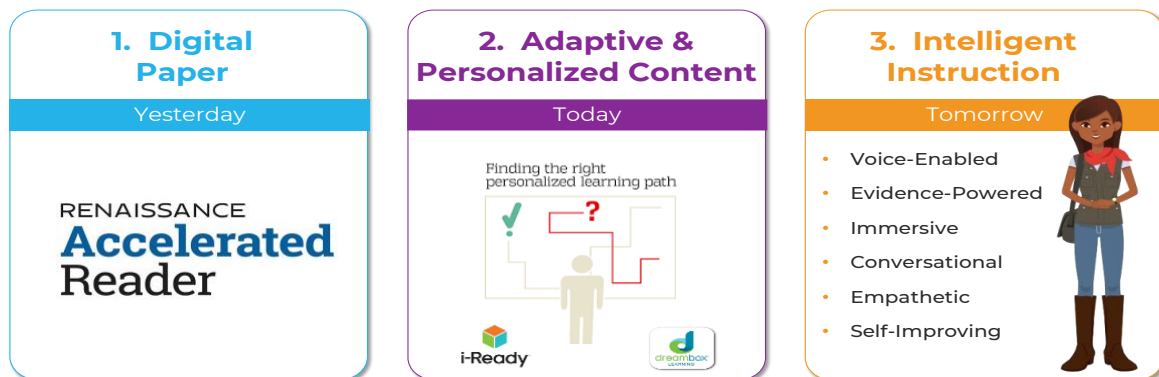 1. Digital
Paper
Yesterday
RENAISSANCE
Accelerated
Reader
2. Adaptive &
Personalized Content
Today
Finding the right
personalized learning path
?
i-Ready
dreambox
LEARNING
3. Intelligent
Instruction
Tomorrow
• Voice-Enabled
• Evidence-Powered
• Immersive
• Conversational
• Empathetic
• Self-Improving